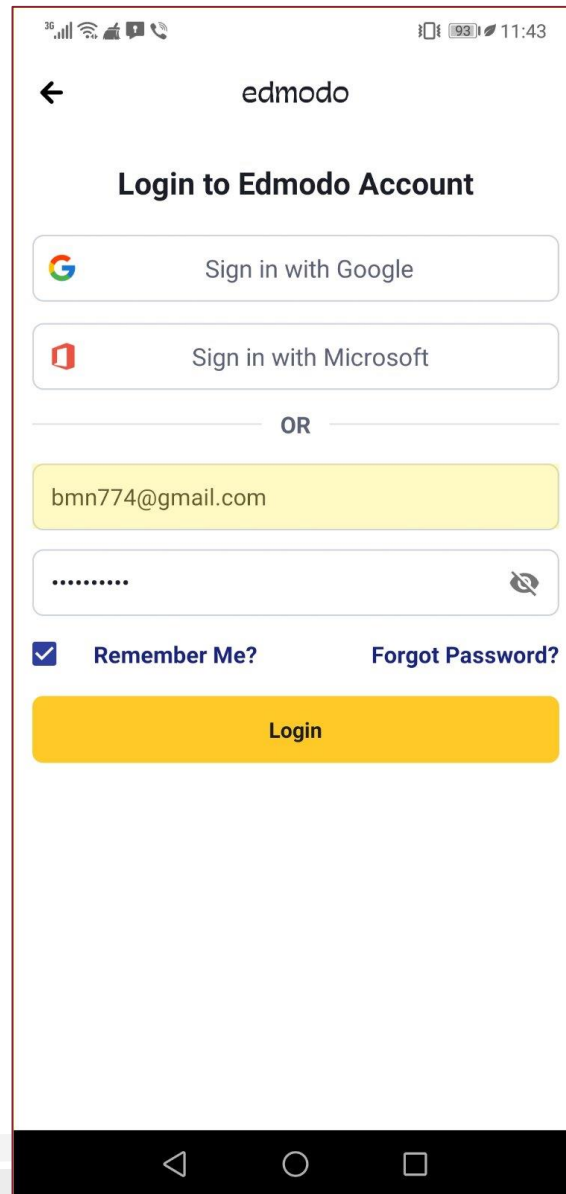 3G 93 11:43
edmodo
Login to Edmodo Account
Sign in with Google
Sign in with Microsoft
OR
bmn774@gmail.com
••••••••••
Remember Me? Forgot Password?
Login